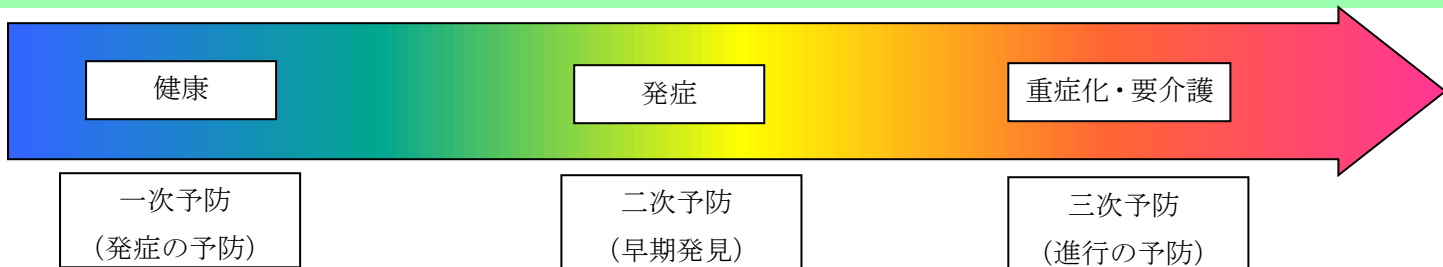 健康
発症
重症化・要介護
一次予防
（発症の予防）
二次予防
（早期発見）
三次予防
（進行の予防）